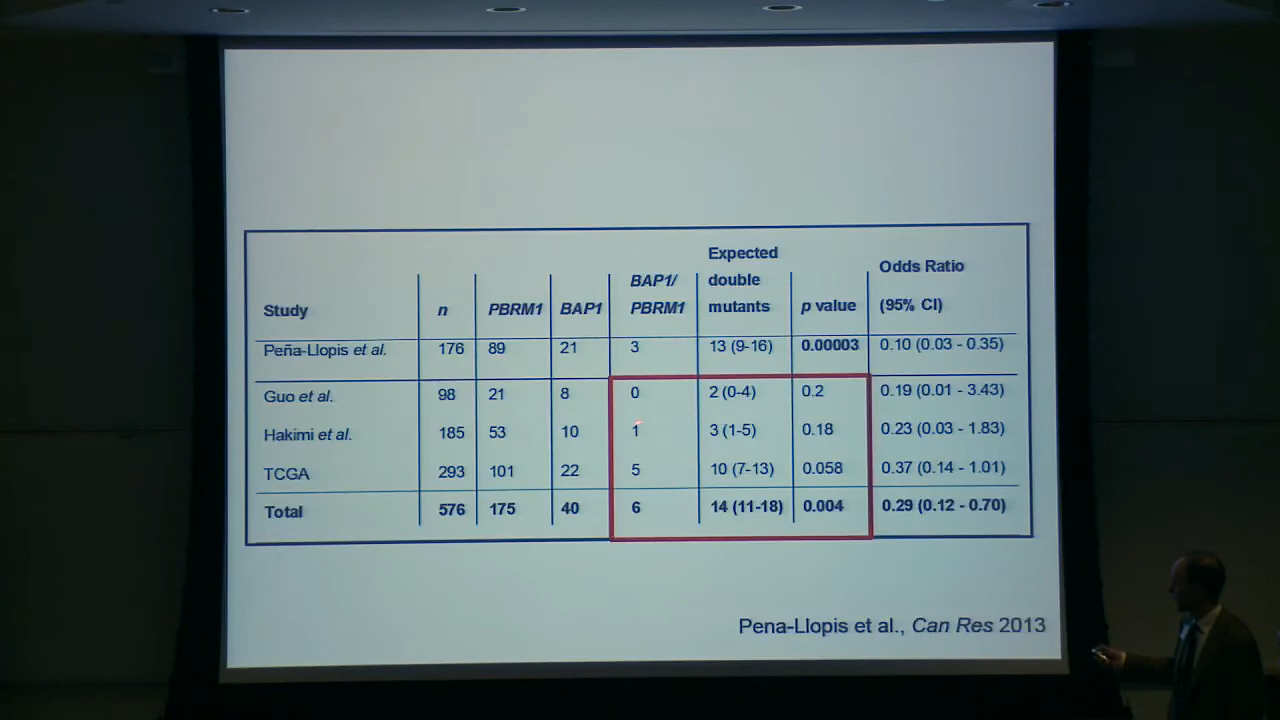 Study n PBRM1 BAP1 BAP1/ PBRM1 Expected double mutants p value Odds Ratio (95% CI)
Peña-Llopis et al. 176 89 21 3 13 (9-16) 0.00003 0.10 (0.03 - 0.35)
Guo et al. 98 21 8 0 2 (0-4) 0.2 0.19 (0.01 - 3.43)
Hakimi et al. 185 53 10 1 3 (1-5) 0.18 0.23 (0.03 - 1.83)
TCGA 293 101 22 5 10 (7-13) 0.058 0.37 (0.14 - 1.01)
Total 576 175 40 6 14 (11-18) 0.004 0.29 (0.12 - 0.70)
Pena-Llopis et al., Can Res 2013